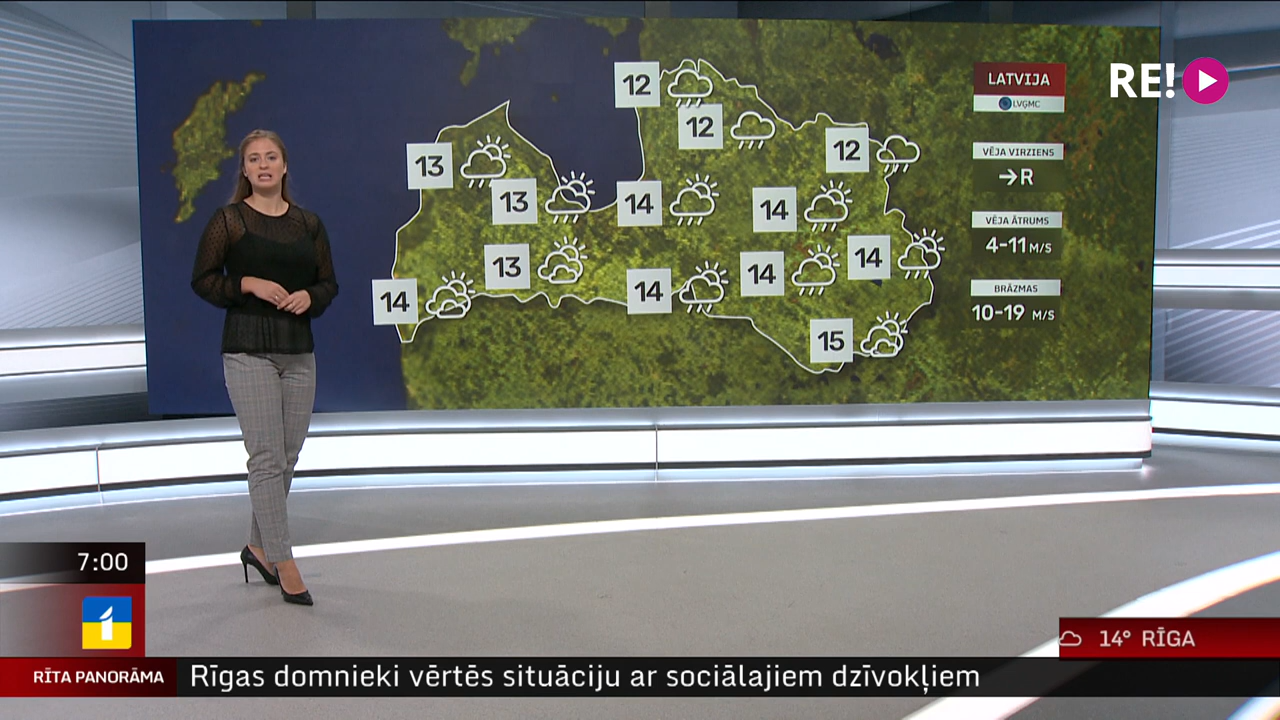 RE!
LATVIJA
LVĢMC
VĒJA VIRZIENS
→R
VĒJA ĀTRUMS
4-11 M/S
BRĀZMAS
10-19 M/S
12
12
12
13
13
14
14
13
14
14
14
14
15
7:00
1
14° RĪGA
RĪTA PANORĀMA
Rīgas domnieki vērtēs situāciju ar sociālajiem dzīvokļiem